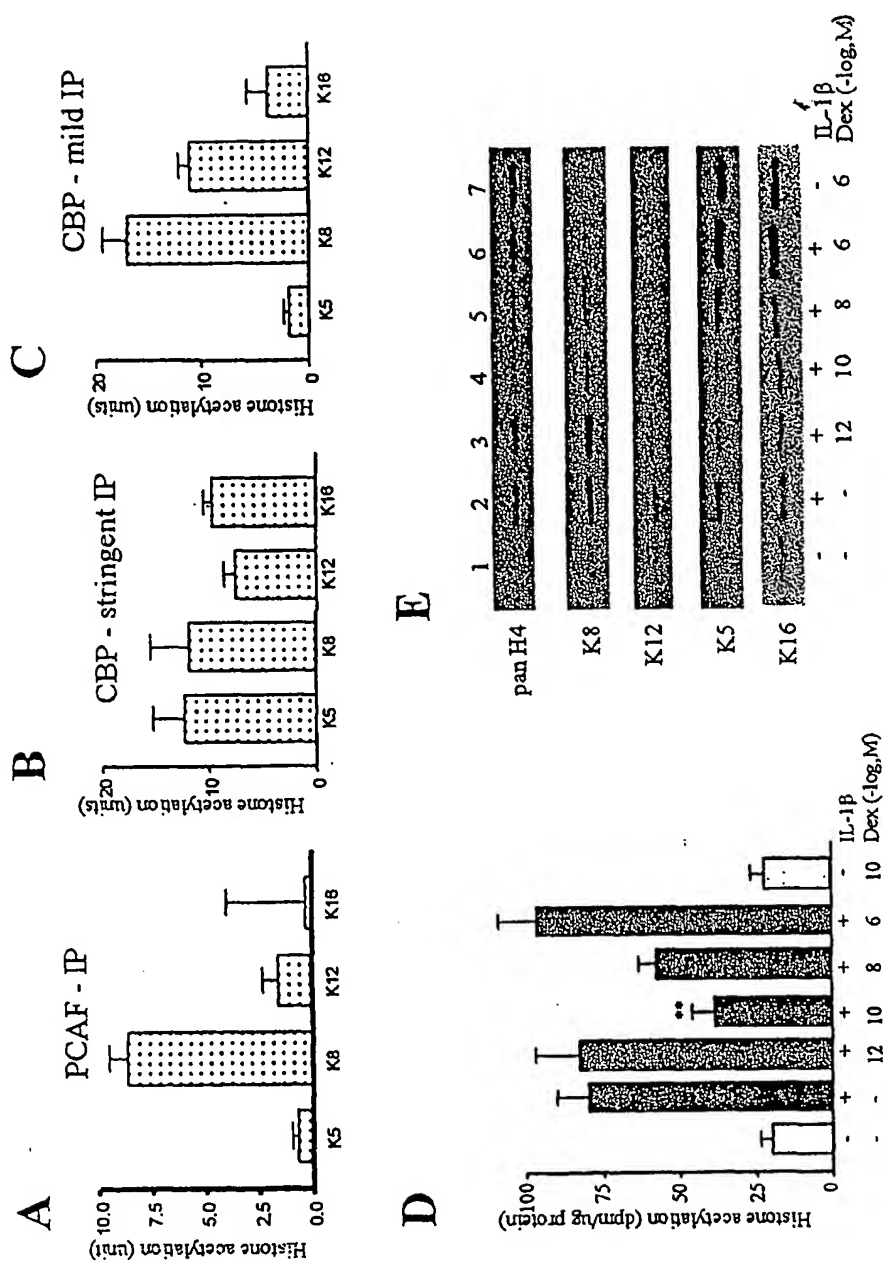 A
PCAF - IP
Histone acetylation (unit)
10.0
7.5
5.0
2.5
0.0
K5
K8
K12
K16
B
CBP - stringent IP
Histone acetylation (units)
20
10
0
K5
K8
K12
K16
C
CBP - mild IP
Histone acetylation (units)
20
10
0
K5
K8
K12
K16
D
Histone acetylation (dpm/ug protein)
100
75
50
25
0
**
- + + + + + - IL-1β
- - 12 10 8 6 10 Dex (-log,M)
E
1 2 3 4 5 6 7
pan H4
K8
K12
K5
K16
- + + + + + - IL-1β
- - 12 10 8 6 6 Dex (-log,M)